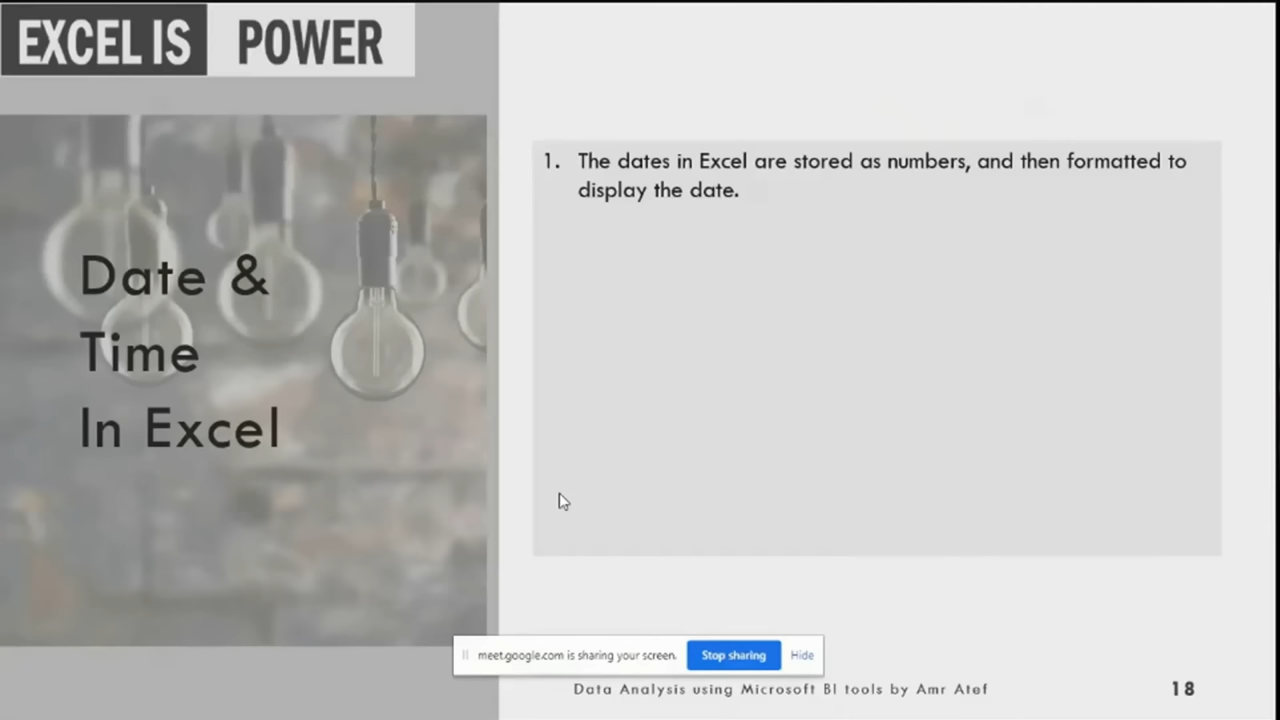 EXCEL IS POWER
Date &
Time
In Excel
1. The dates in Excel are stored as numbers, and then formatted to
display the date.
meet.google.com is sharing your screen. Stop sharing Hide
Data Analysis using Microsoft BI tools by Amr Atef 18